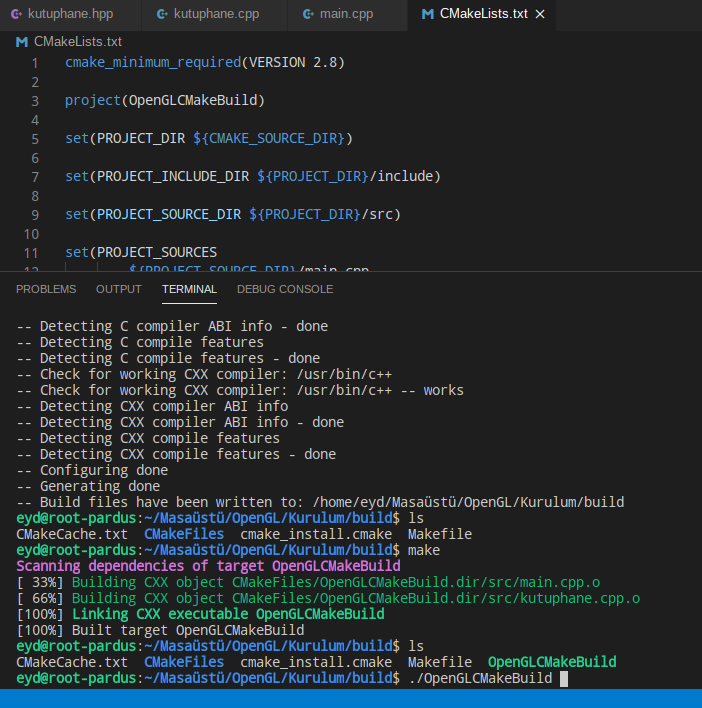 kutuphane.hpp kutuphane.cpp main.cpp CMakeLists.txt
CMakeLists.txt
1 cmake_minimum_required(VERSION 2.8)
2
3 project(OpenGLCMakeBuild)
4
5 set(PROJECT_DIR ${CMAKE_SOURCE_DIR})
6
7 set(PROJECT_INCLUDE_DIR ${PROJECT_DIR}/include)
8
9 set(PROJECT_SOURCE_DIR ${PROJECT_DIR}/src)
10
11 set(PROJECT_SOURCES
12 ${PROJECT_SOURCE_DIR}/main.cpp
PROBLEMS OUTPUT TERMINAL DEBUG CONSOLE
-- Detecting C compiler ABI info - done
-- Detecting C compile features
-- Detecting C compile features - done
-- Check for working CXX compiler: /usr/bin/c++
-- Check for working CXX compiler: /usr/bin/c++ -- works
-- Detecting CXX compiler ABI info
-- Detecting CXX compiler ABI info - done
-- Detecting CXX compile features
-- Detecting CXX compile features - done
-- Configuring done
-- Generating done
-- Build files have been written to: /home/eyd/Masaüstü/OpenGL/Kurulum/build
eyd@root-pardus:~/Masaüstü/OpenGL/Kurulum/build$ ls
CMakeCache.txt CMakeFiles cmake_install.cmake Makefile
eyd@root-pardus:~/Masaüstü/OpenGL/Kurulum/build$ make
Scanning dependencies of target OpenGLCMakeBuild
[ 33%] Building CXX object CMakeFiles/OpenGLCMakeBuild.dir/src/main.cpp.o
[ 66%] Building CXX object CMakeFiles/OpenGLCMakeBuild.dir/src/kutuphane.cpp.o
[100%] Linking CXX executable OpenGLCMakeBuild
[100%] Built target OpenGLCMakeBuild
eyd@root-pardus:~/Masaüstü/OpenGL/Kurulum/build$ ls
CMakeCache.txt CMakeFiles cmake_install.cmake Makefile OpenGLCMakeBuild
eyd@root-pardus:~/Masaüstü/OpenGL/Kurulum/build$ ./OpenGLCMakeBuild